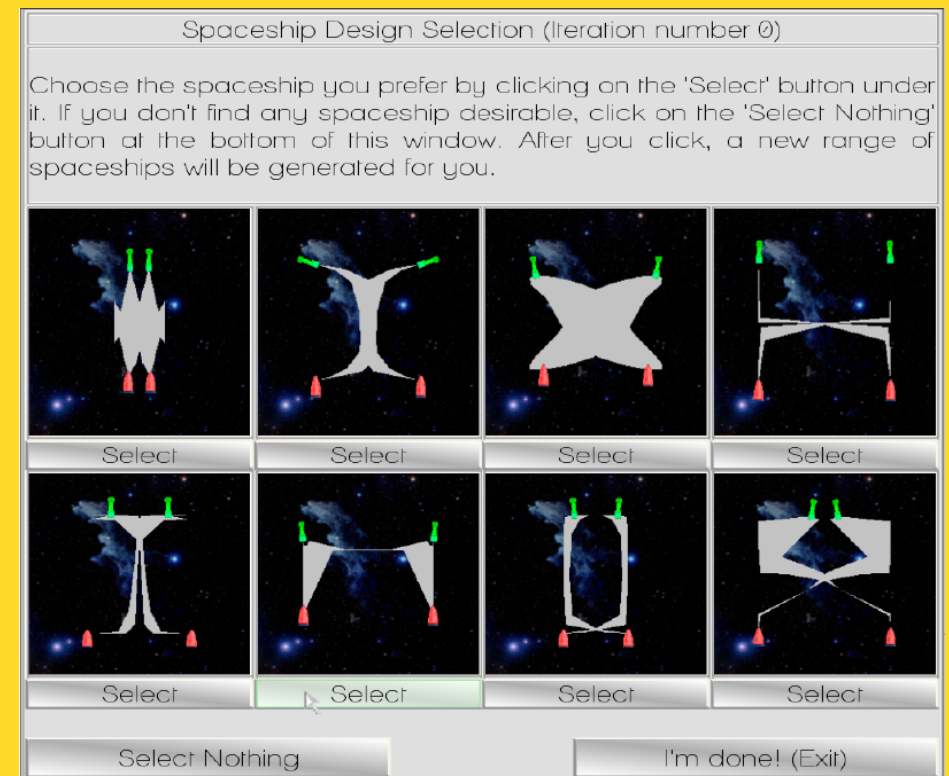 Spaceship Design Selection (Iteration number 0)
Choose the spaceship you prefer by clicking on the 'Select' button under
it. If you don't find any spaceship desirable, click on the 'Select Nothing'
button at the bottom of this window. After you click, a new range of
spaceships will be generated for you.
Select Select Select Select
Select Select Select Select
Select Nothing I'm done! (Exit)